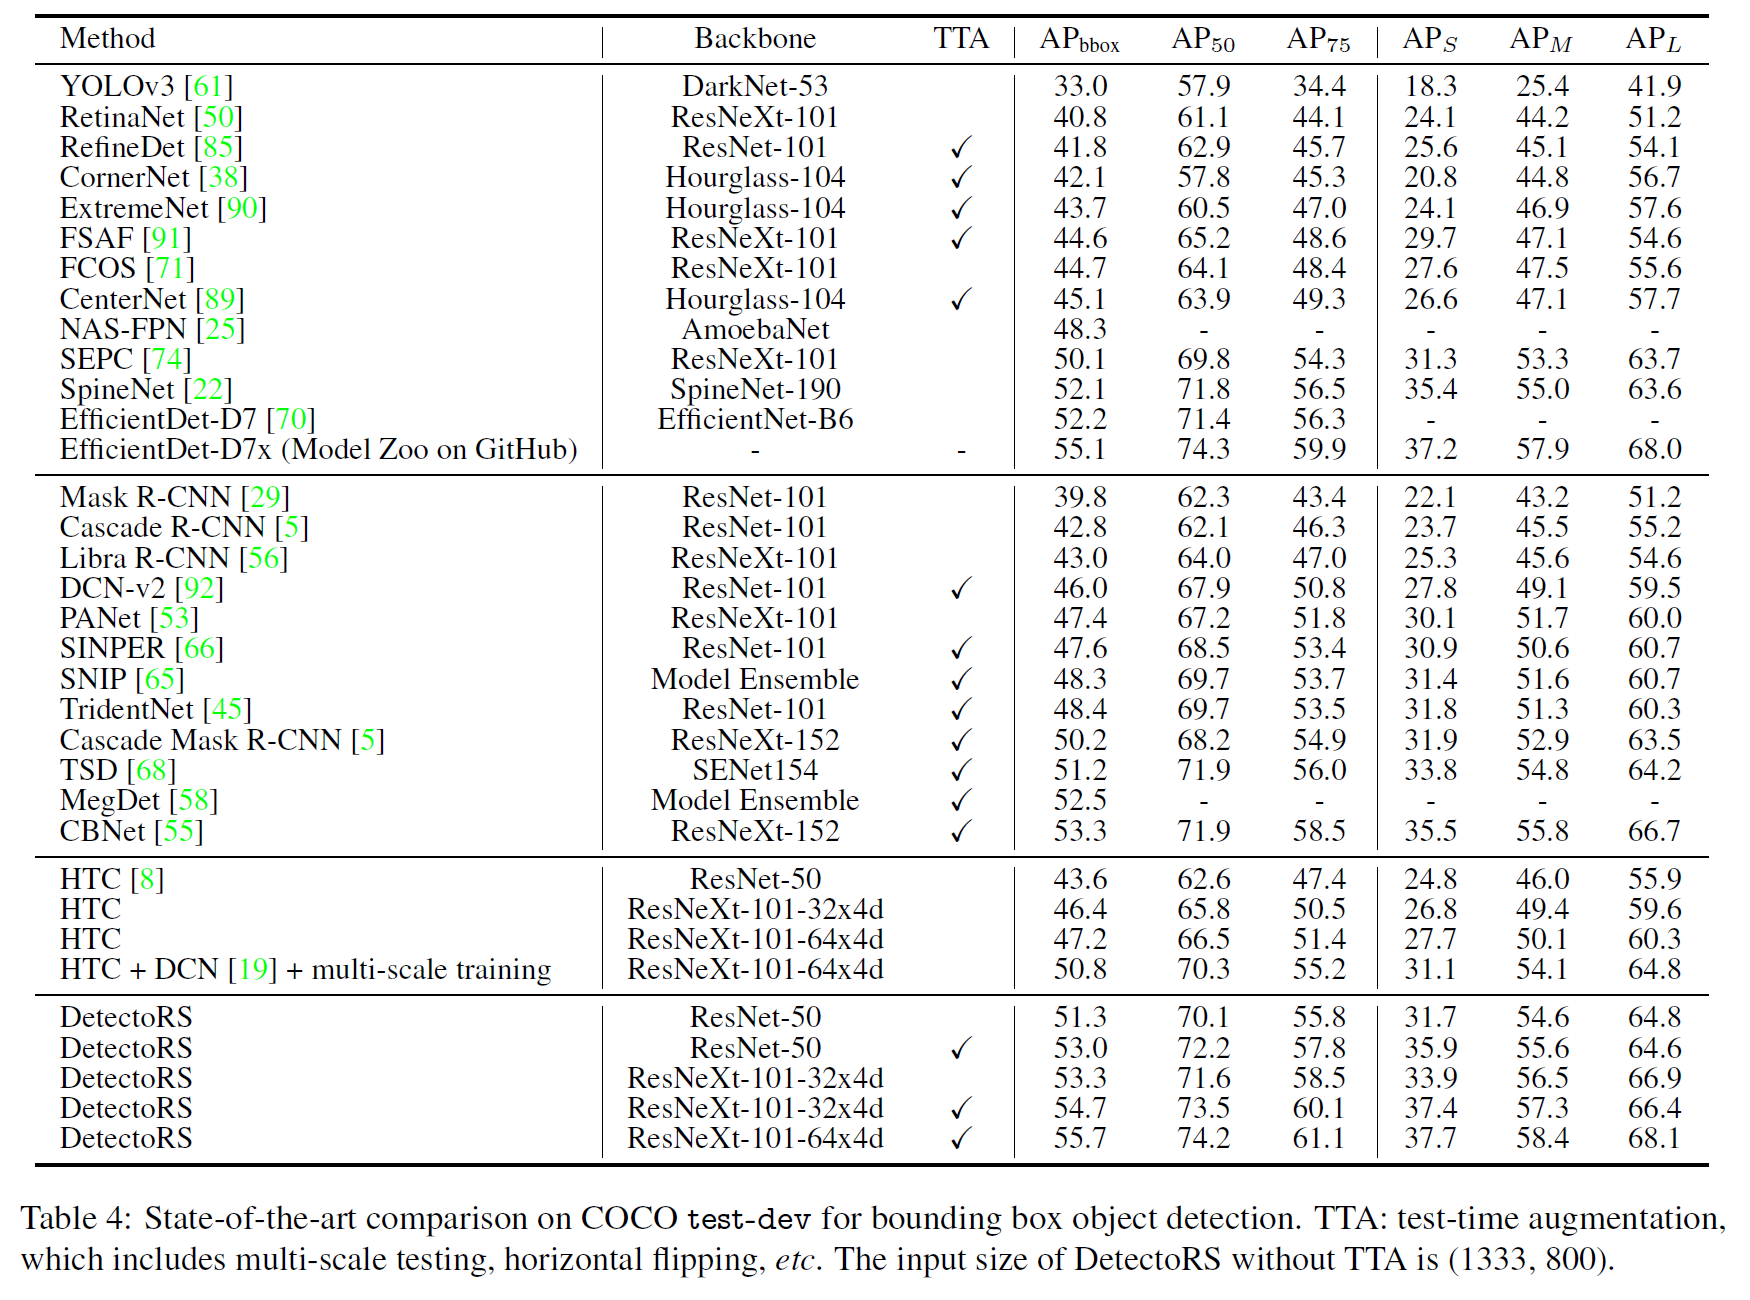 Method Backbone TTA APbbox AP50 AP75 APS APM APL
YOLOv3 [61] DarkNet-53 33.0 57.9 34.4 18.3 25.4 41.9
RetinaNet [50] ResNeXt-101 40.8 61.1 44.1 24.1 44.2 51.2
RefineDet [85] ResNet-101 ✓ 41.8 62.9 45.7 25.6 45.1 54.1
CornerNet [38] Hourglass-104 ✓ 42.1 57.8 45.3 20.8 44.8 56.7
ExtremeNet [90] Hourglass-104 ✓ 43.7 60.5 47.0 24.1 46.9 57.6
FSAF [91] ResNeXt-101 ✓ 44.6 65.2 48.6 29.7 47.1 54.6
FCOS [71] ResNeXt-101 44.7 64.1 48.4 27.6 47.5 55.6
CenterNet [89] Hourglass-104 ✓ 45.1 63.9 49.3 26.6 47.1 57.7
NAS-FPN [25] AmoebaNet 48.3 - - - - -
SEPC [74] ResNeXt-101 50.1 69.8 54.3 31.3 53.3 63.7
SpineNet [22] SpineNet-190 52.1 71.8 56.5 35.4 55.0 63.6
EfficientDet-D7 [70] EfficientNet-B6 52.2 71.4 56.3 - - -
EfficientDet-D7x (Model Zoo on GitHub) - - 55.1 74.3 59.9 37.2 57.9 68.0
Mask R-CNN [29] ResNet-101 39.8 62.3 43.4 22.1 43.2 51.2
Cascade R-CNN [5] ResNet-101 42.8 62.1 46.3 23.7 45.5 55.2
Libra R-CNN [56] ResNeXt-101 43.0 64.0 47.0 25.3 45.6 54.6
DCN-v2 [92] ResNet-101 ✓ 46.0 67.9 50.8 27.8 49.1 59.5
PANet [53] ResNeXt-101 47.4 67.2 51.8 30.1 51.7 60.0
SINPER [66] ResNet-101 ✓ 47.6 68.5 53.4 30.9 50.6 60.7
SNIP [65] Model Ensemble ✓ 48.3 69.7 53.7 31.4 51.6 60.7
TridentNet [45] ResNet-101 ✓ 48.4 69.7 53.5 31.8 51.3 60.3
Cascade Mask R-CNN [5] ResNeXt-152 ✓ 50.2 68.2 54.9 31.9 52.9 63.5
TSD [68] SENet154 ✓ 51.2 71.9 56.0 33.8 54.8 64.2
MegDet [58] Model Ensemble ✓ 52.5 - - - - -
CBNet [55] ResNeXt-152 ✓ 53.3 71.9 58.5 35.5 55.8 66.7
HTC [8] ResNet-50 43.6 62.6 47.4 24.8 46.0 55.9
HTC ResNeXt-101-32x4d 46.4 65.8 50.5 26.8 49.4 59.6
HTC ResNeXt-101-64x4d 47.2 66.5 51.4 27.7 50.1 60.3
HTC + DCN [19] + multi-scale training ResNeXt-101-64x4d 50.8 70.3 55.2 31.1 54.1 64.8
DetectoRS ResNet-50 51.3 70.1 55.8 31.7 54.6 64.8
DetectoRS ResNet-50 ✓ 53.0 72.2 57.8 35.9 55.6 64.6
DetectoRS ResNeXt-101-32x4d 53.3 71.6 58.5 33.9 56.5 66.9
DetectoRS ResNeXt-101-32x4d ✓ 54.7 73.5 60.1 37.4 57.3 66.4
DetectoRS ResNeXt-101-64x4d ✓ 55.7 74.2 61.1 37.7 58.4 68.1
Table 4: State-of-the-art comparison on COCO test-dev for bounding box object detection. TTA: test-time augmentation,
which includes multi-scale testing, horizontal flipping, etc. The input size of DetectoRS without TTA is (1333, 800).